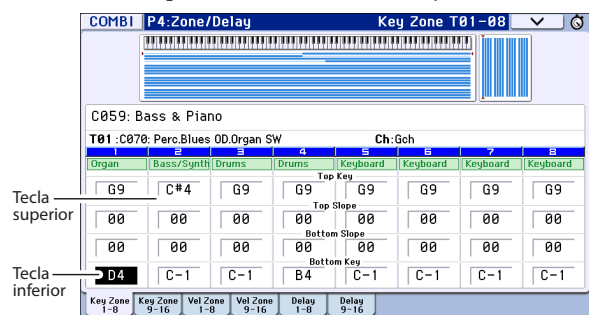 COMBI P4:Zone/Delay Key Zone T01-08
C059: Bass & Piano
T01 :C070: Perc.Blues OD.Organ SW Ch:Gch
1 2 3 4 5 6 7 8
Organ Bass/Synth Drums Drums Keyboard Keyboard Keyboard Keyboard
Top Key
Tecla superior
G9 C#4 G9 G9 G9 G9 G9 G9
Top Slope
00 00 00 00 00 00 00 00
Bottom Slope
00 00 00 00 00 00 00 00
Bottom Key
Tecla inferior
D4 C-1 C-1 B4 C-1 C-1 C-1 C-1
Key Zone 1-8 Key Zone 9-16 Vel Zone 1-8 Vel Zone 9-16 Delay 1-8 Delay 9-16